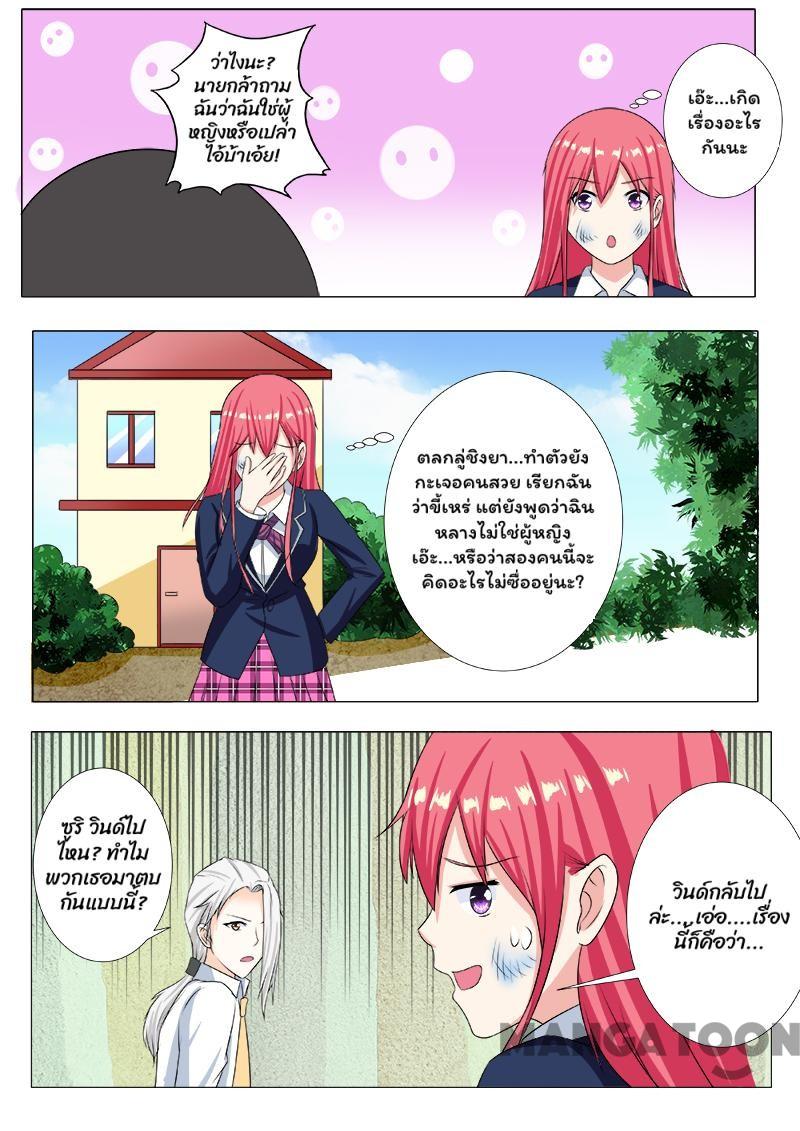 ว่าไงนะ?
นายกล้าถาม
ฉันว่าฉันใช่ผู้
หญิงหรือเปล่า
ไอ้บ้าเอ้ย!
เอ๊ะ...เกิด
เรื่องอะไร
กันนะ
ตลกลู่ชิงยา...ทำตัวยัง
กะเจอคนสวย เรียกฉัน
ว่าขี้เหร่ แต่ยังพูดว่าฉิน
หลางไม่ใช่ผู้หญิง
เอ๊ะ...หรือว่าสองคนนี้จะ
คิดอะไรไม่ซื่ออยู่นะ?
ซูริ วินด์ไป
ไหน? ทำไม
พวกเธอมาตบ
กันแบบนี้?
วินด์กลับไป
ล่ะ...เอ่อ....เรื่อง
นี้ก็คือว่า...
MANGATOON